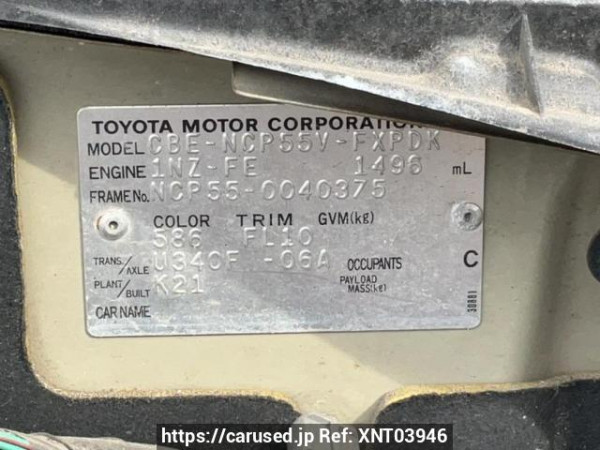 TOYOTA MOTOR CORPORATION
MODEL CBE-NCP55V-FXPDK
ENGINE 1NZ-FE 1496 mL
FRAME No. NCP55-0040375
COLOR TRIM GVM(kg)
586 FL10
TRANS./AXLE U340F -06A OCCUPANTS C
PLANT/BUILT K21 PAYLOAD MASS(kg)
CAR NAME
30881
https://carused.jp Ref: XNT03946